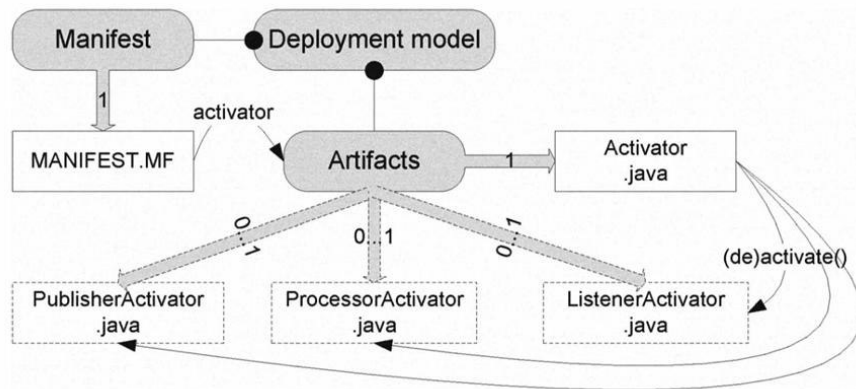 Manifest
Deployment model
1
activator
MANIFEST.MF
Artifacts
1
Activator
.java
0...1
0...1
0...1
(de)activate()
PublisherActivator
.java
ProcessorActivator
.java
ListenerActivator
.java